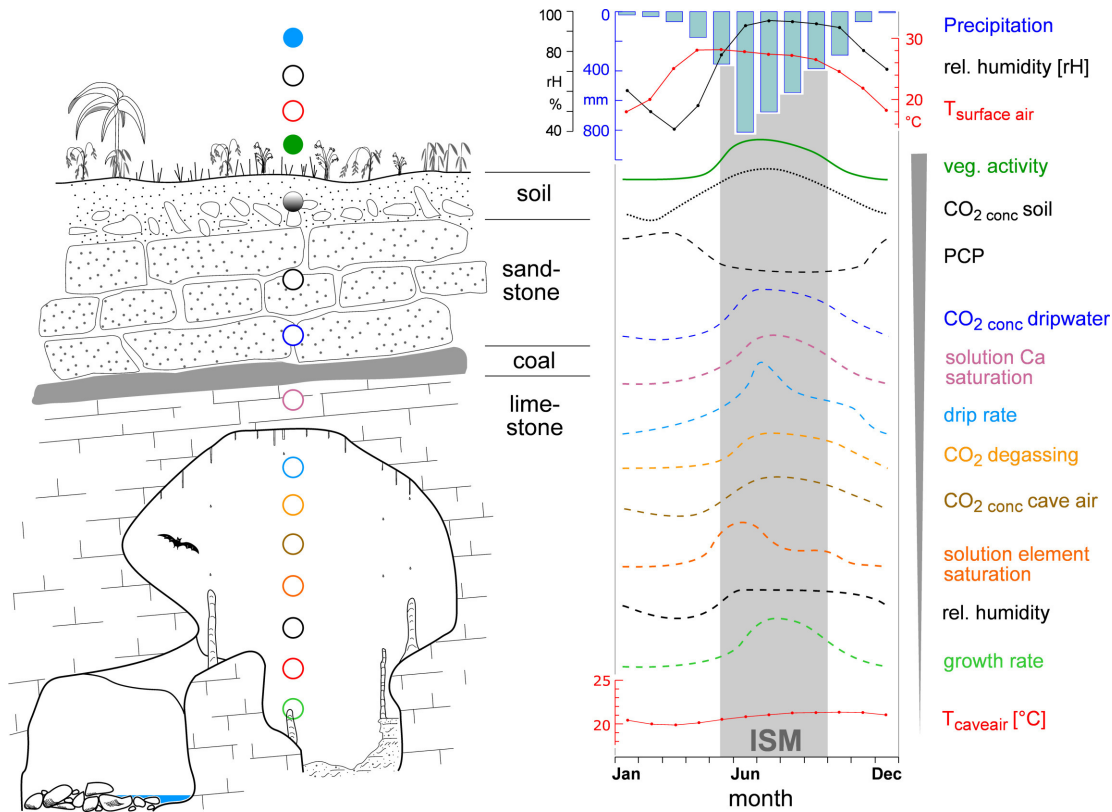 soil
sand-
stone
coal
lime-
stone
100
80
rH
60
%
40
0
400
mm
800
30
20
°C
Precipitation
rel. humidity [rH]
T surface air
veg. activity
CO2 conc soil
PCP
CO2 conc dripwater
solution Ca
saturation
drip rate
CO2 degassing
CO2 conc cave air
solution element
saturation
rel. humidity
growth rate
25
20
T caveair [°C]
ISM
Jan Jun Dec
month